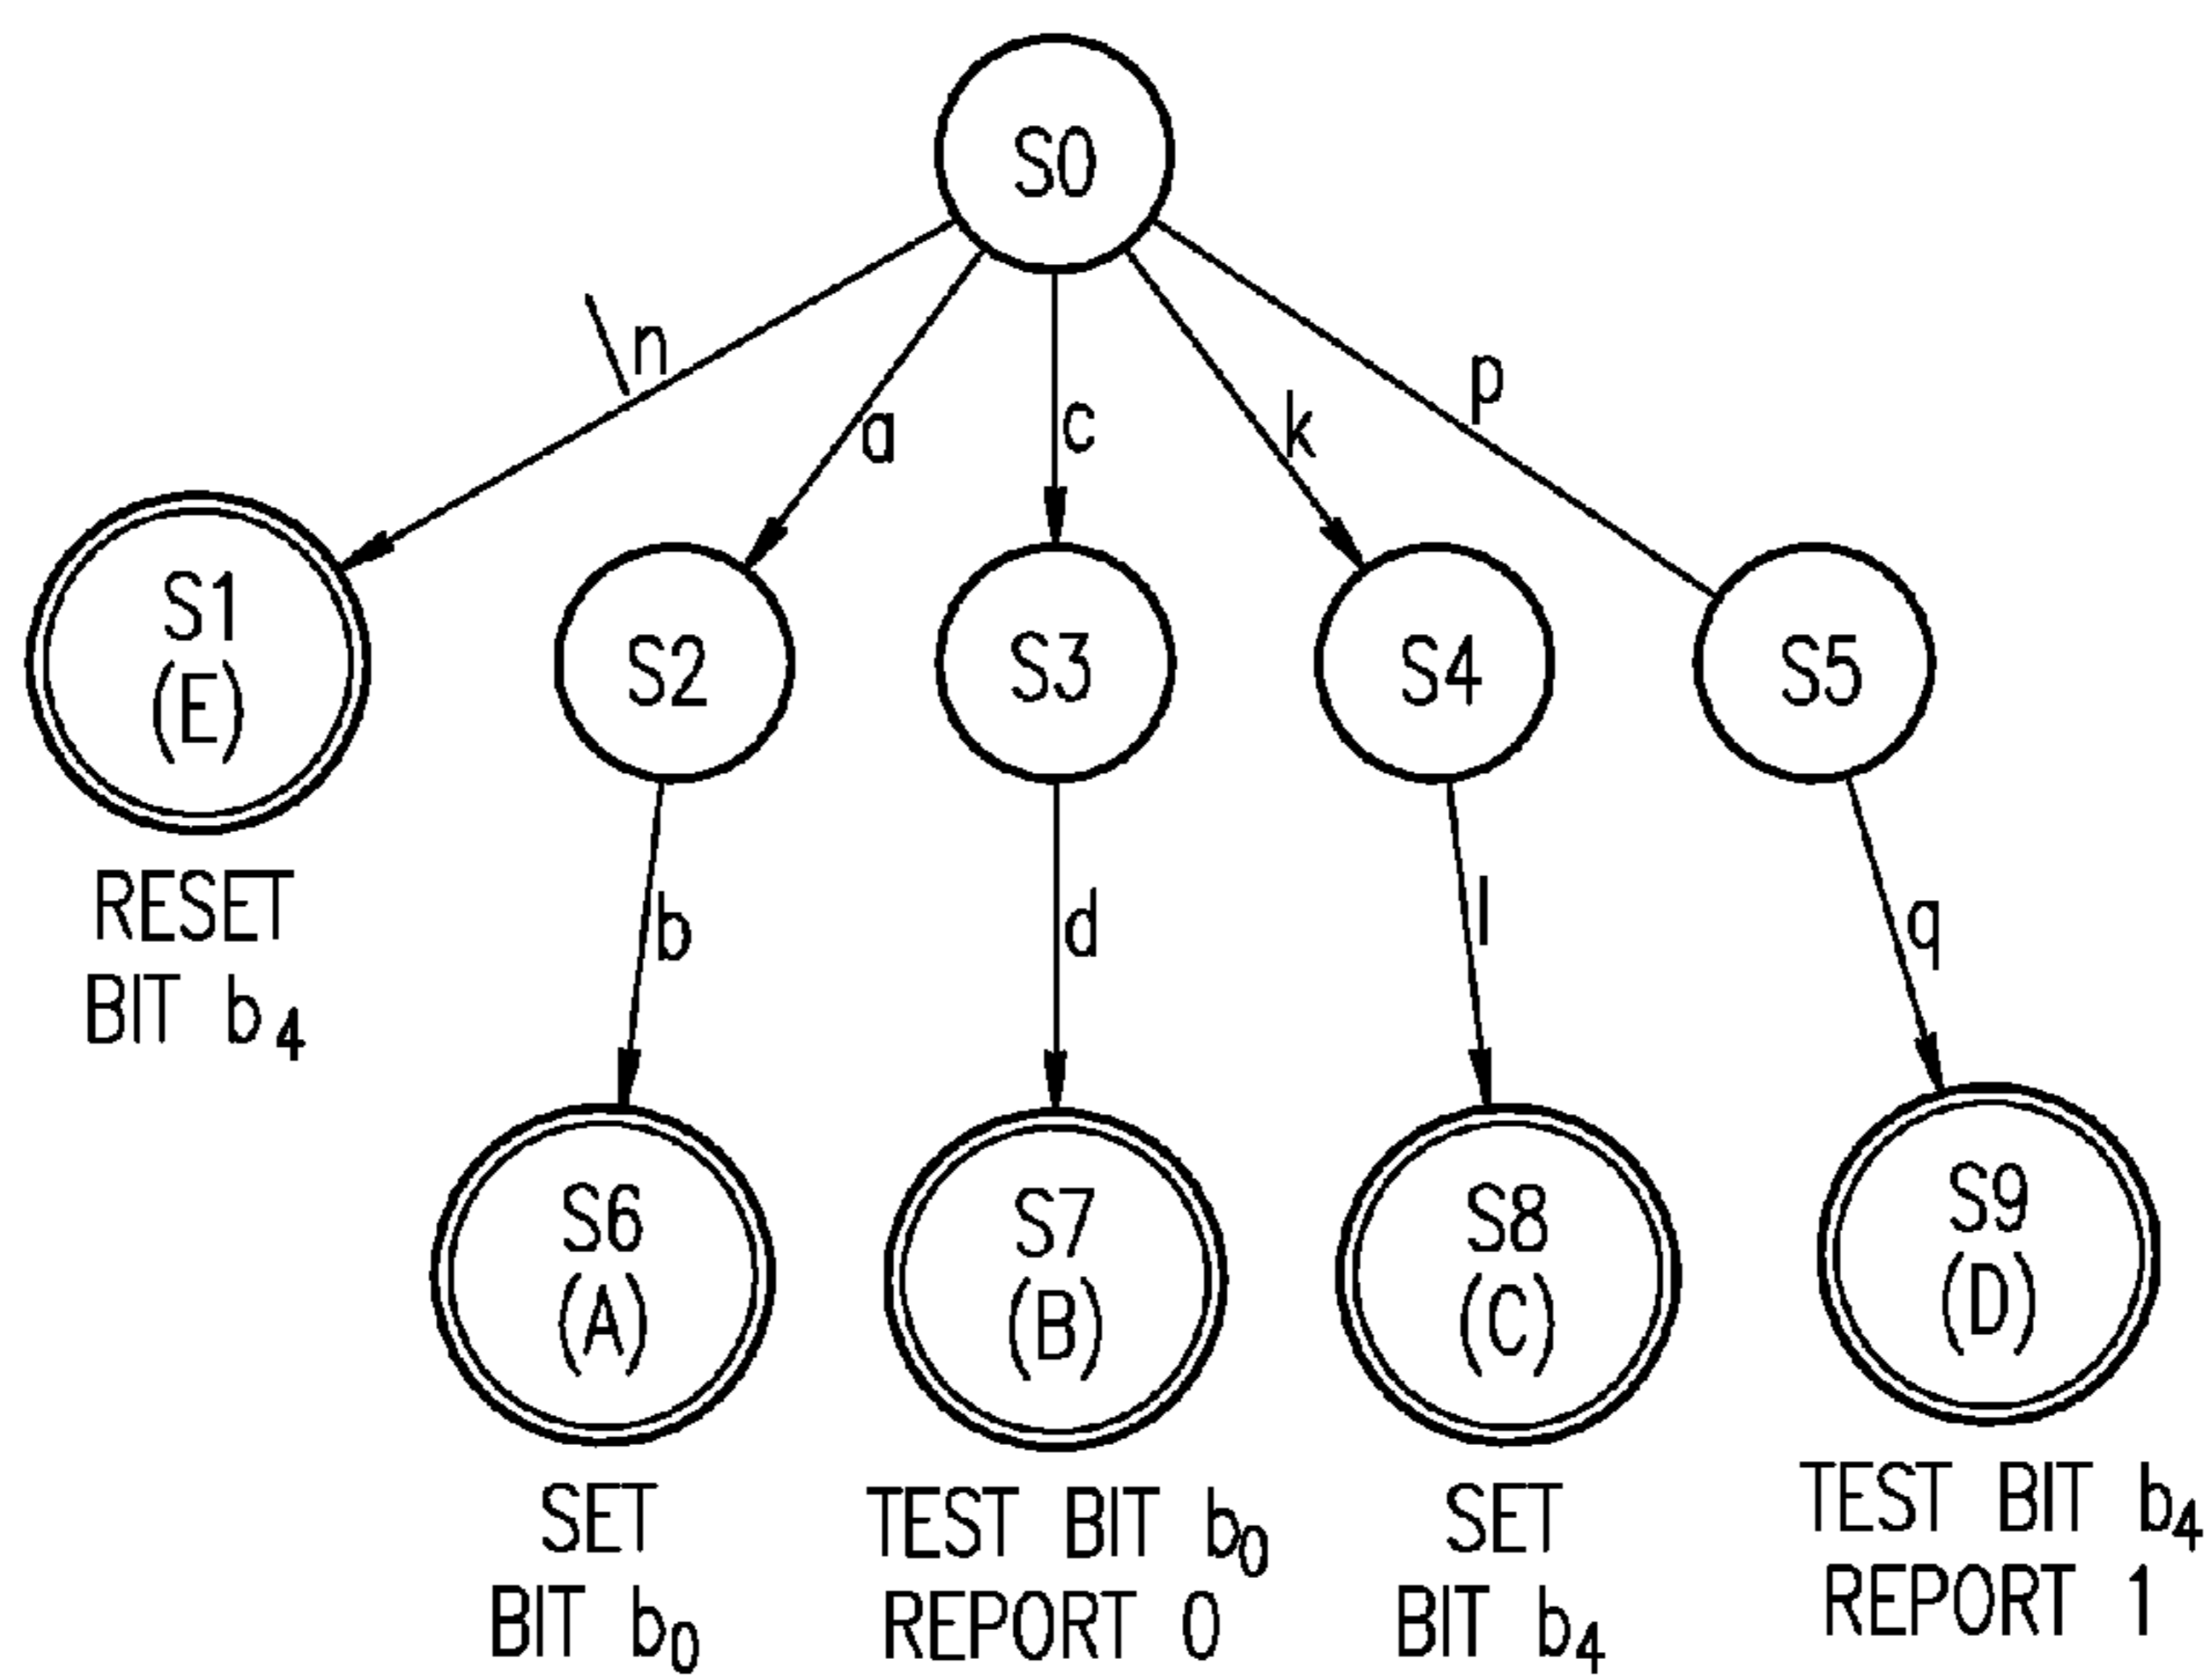 S0
\n
a
c
k
p
S1
(E)
S2
S3
S4
S5
RESET
BIT b4
b
d
l
q
S6
(A)
S7
(B)
S8
(C)
S9
(D)
SET
BIT b0
TEST BIT b0
REPORT 0
SET
BIT b4
TEST BIT b4
REPORT 1